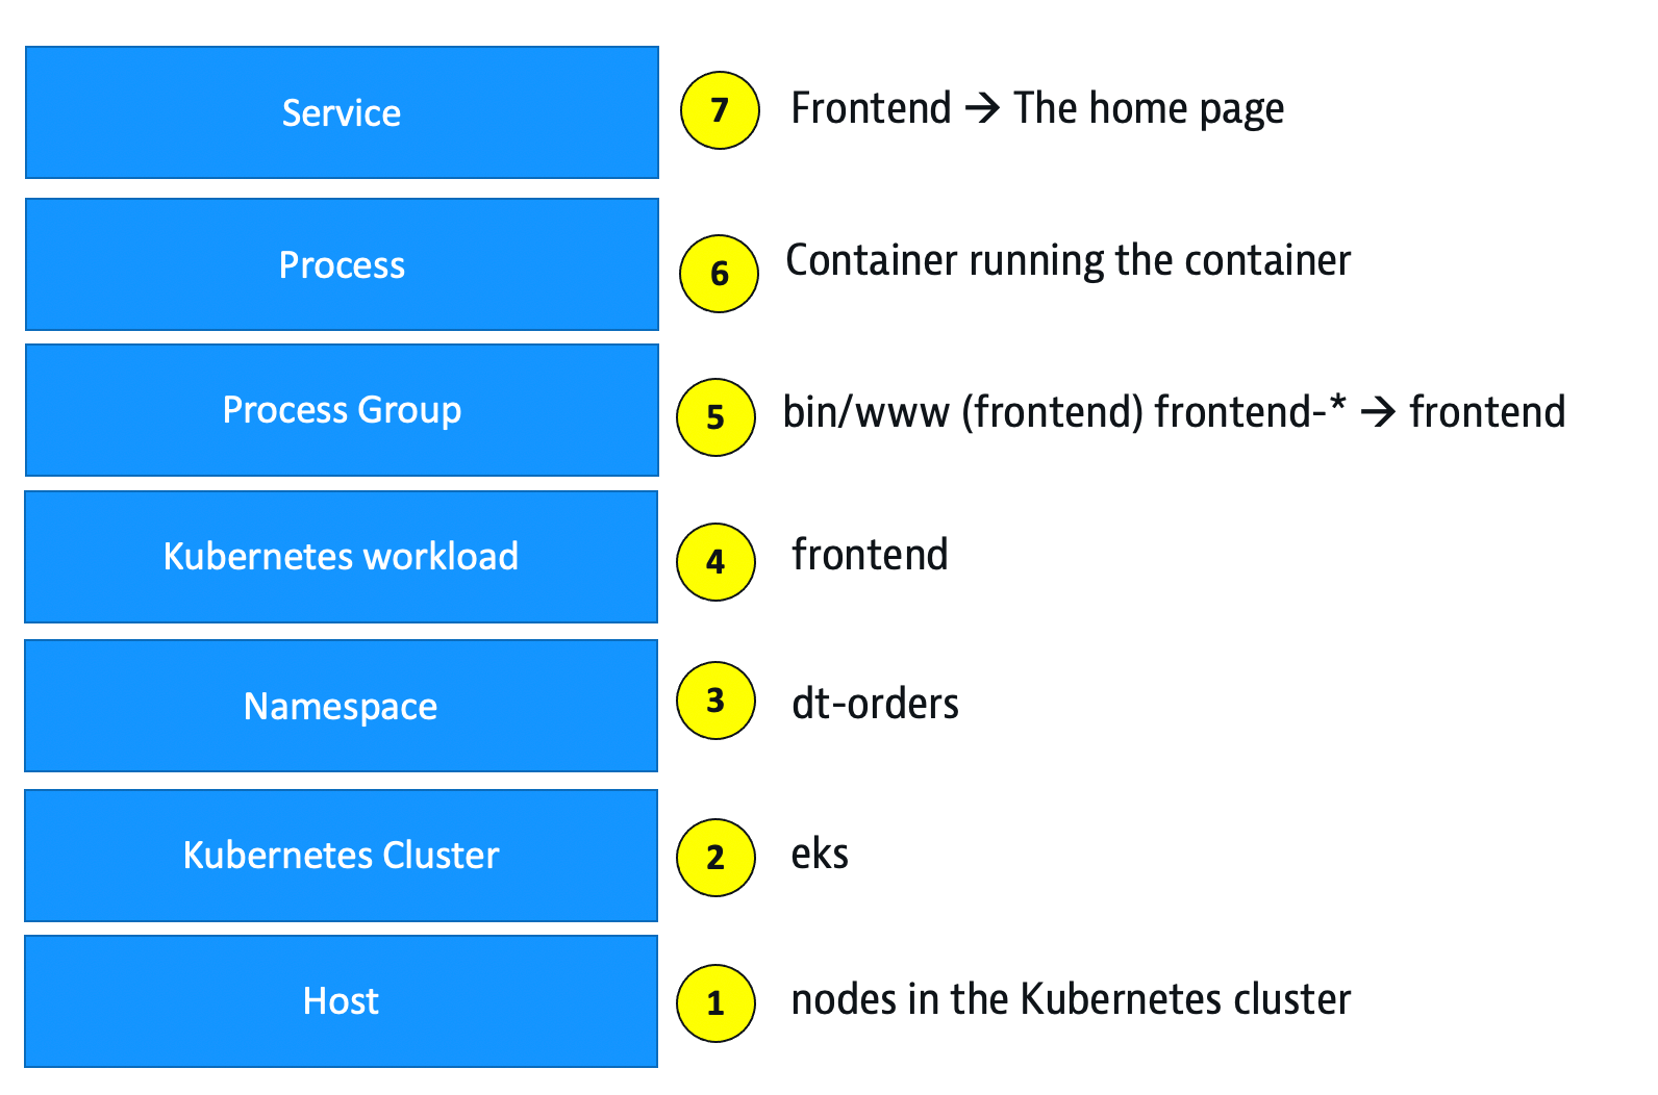 Service 7 Frontend → The home page
Process 6 Container running the container
Process Group 5 bin/www (frontend) frontend-* → frontend
Kubernetes workload 4 frontend
Namespace 3 dt-orders
Kubernetes Cluster 2 eks
Host 1 nodes in the Kubernetes cluster